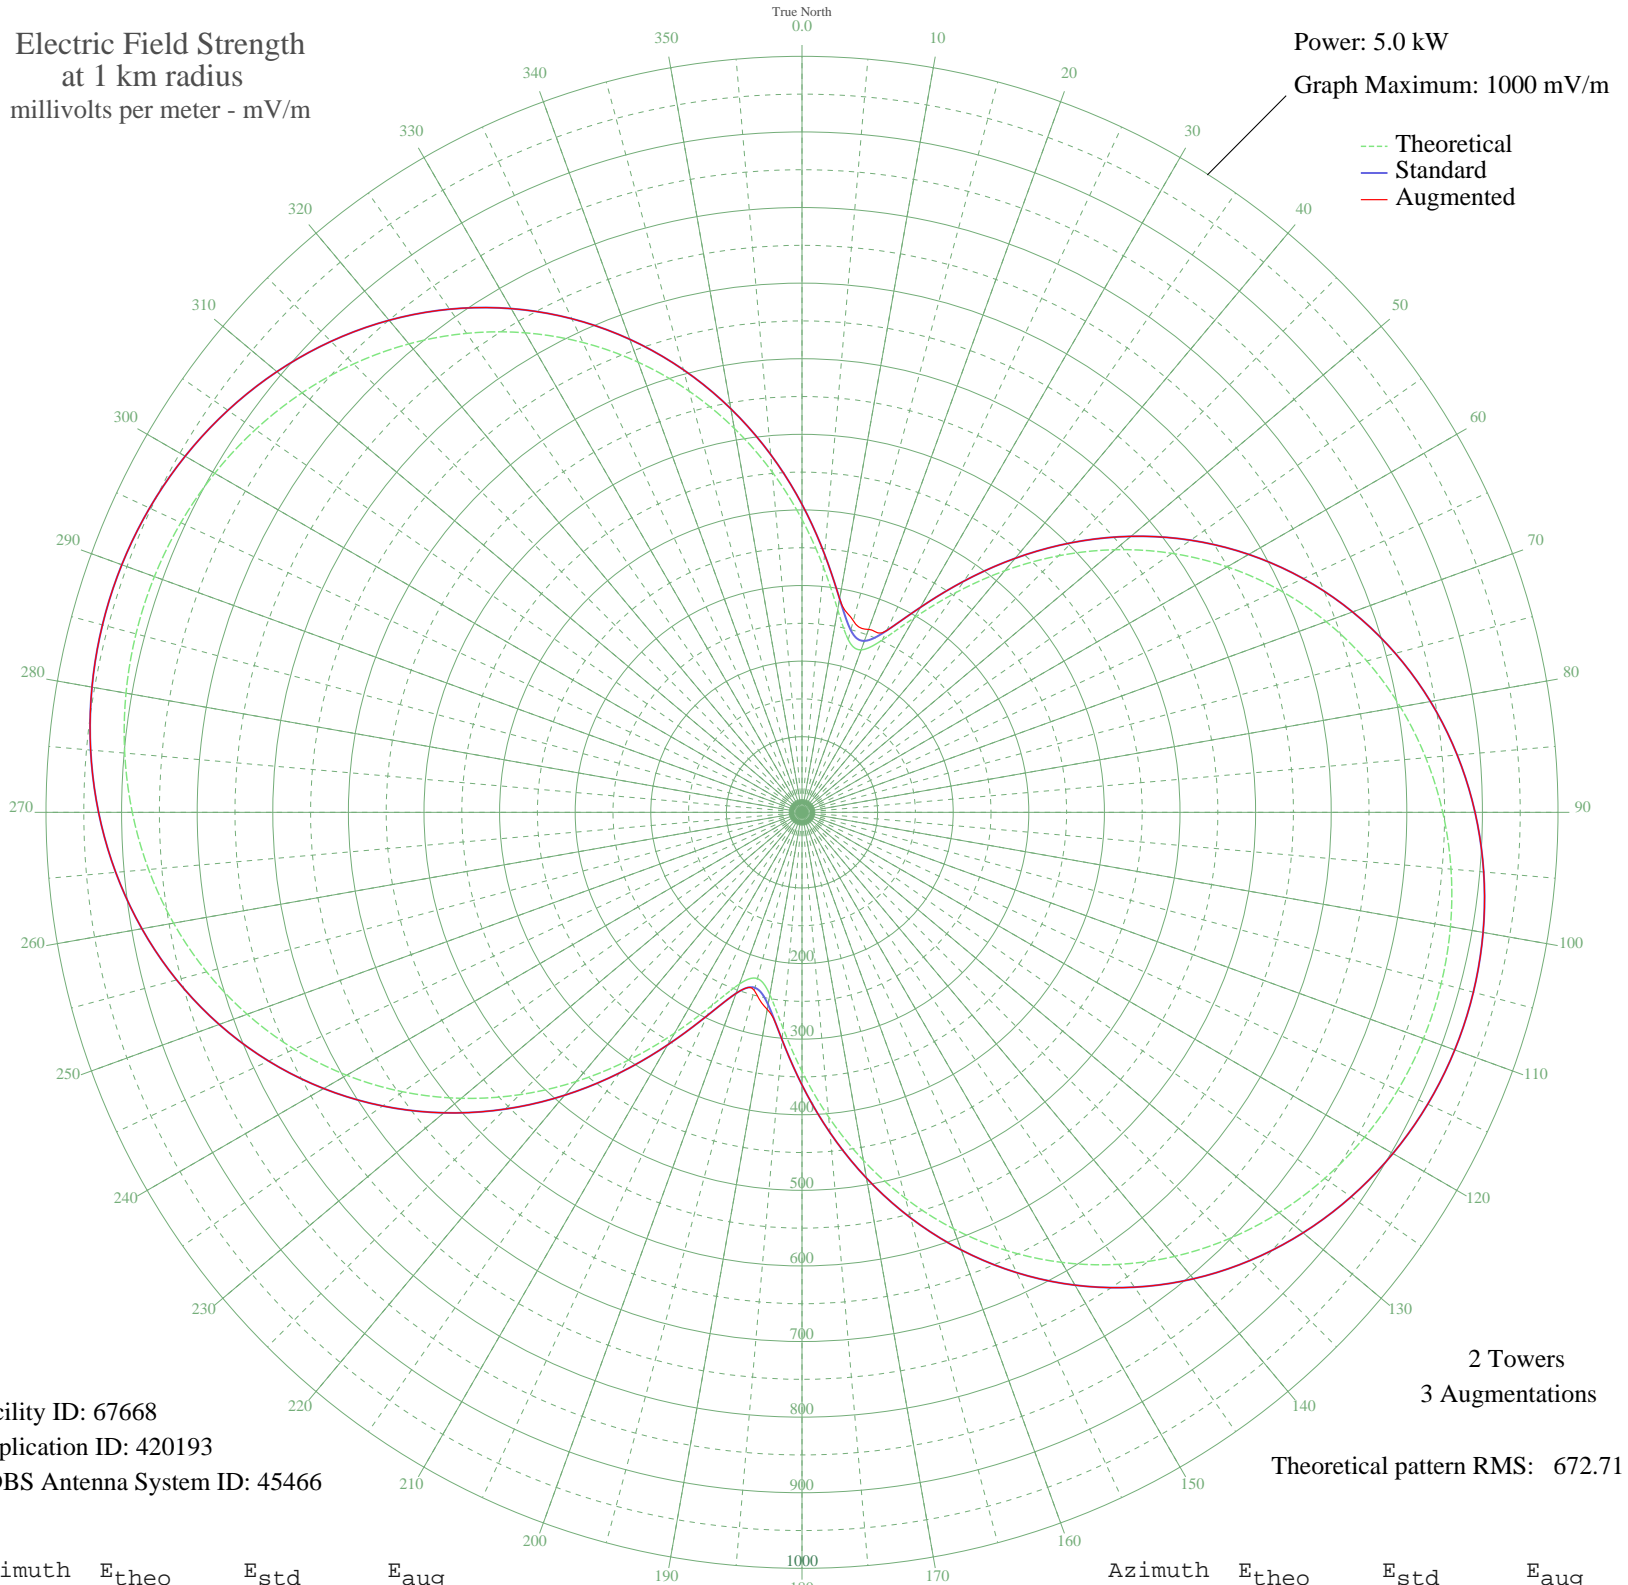 True North
0.0
Electric Field Strength
at 1 km radius
millivolts per meter - mV/m
Power: 5.0 kW
Graph Maximum: 1000 mV/m
Theoretical
Standard
Augmented
350
10
340
20
330
30
320
40
310
50
300
60
290
70
280
80
270
90
260
100
250
110
240
120
230
130
220
140
210
150
200
160
190
170
200
300
400
500
600
700
800
900
1000
2 Towers
3 Augmentations
Theoretical pattern RMS: 672.71
cility ID: 67668
plication ID: 420193
DBS Antenna System ID: 45466
imuth Etheo Estd Eaug
Azimuth Etheo Estd Eaug